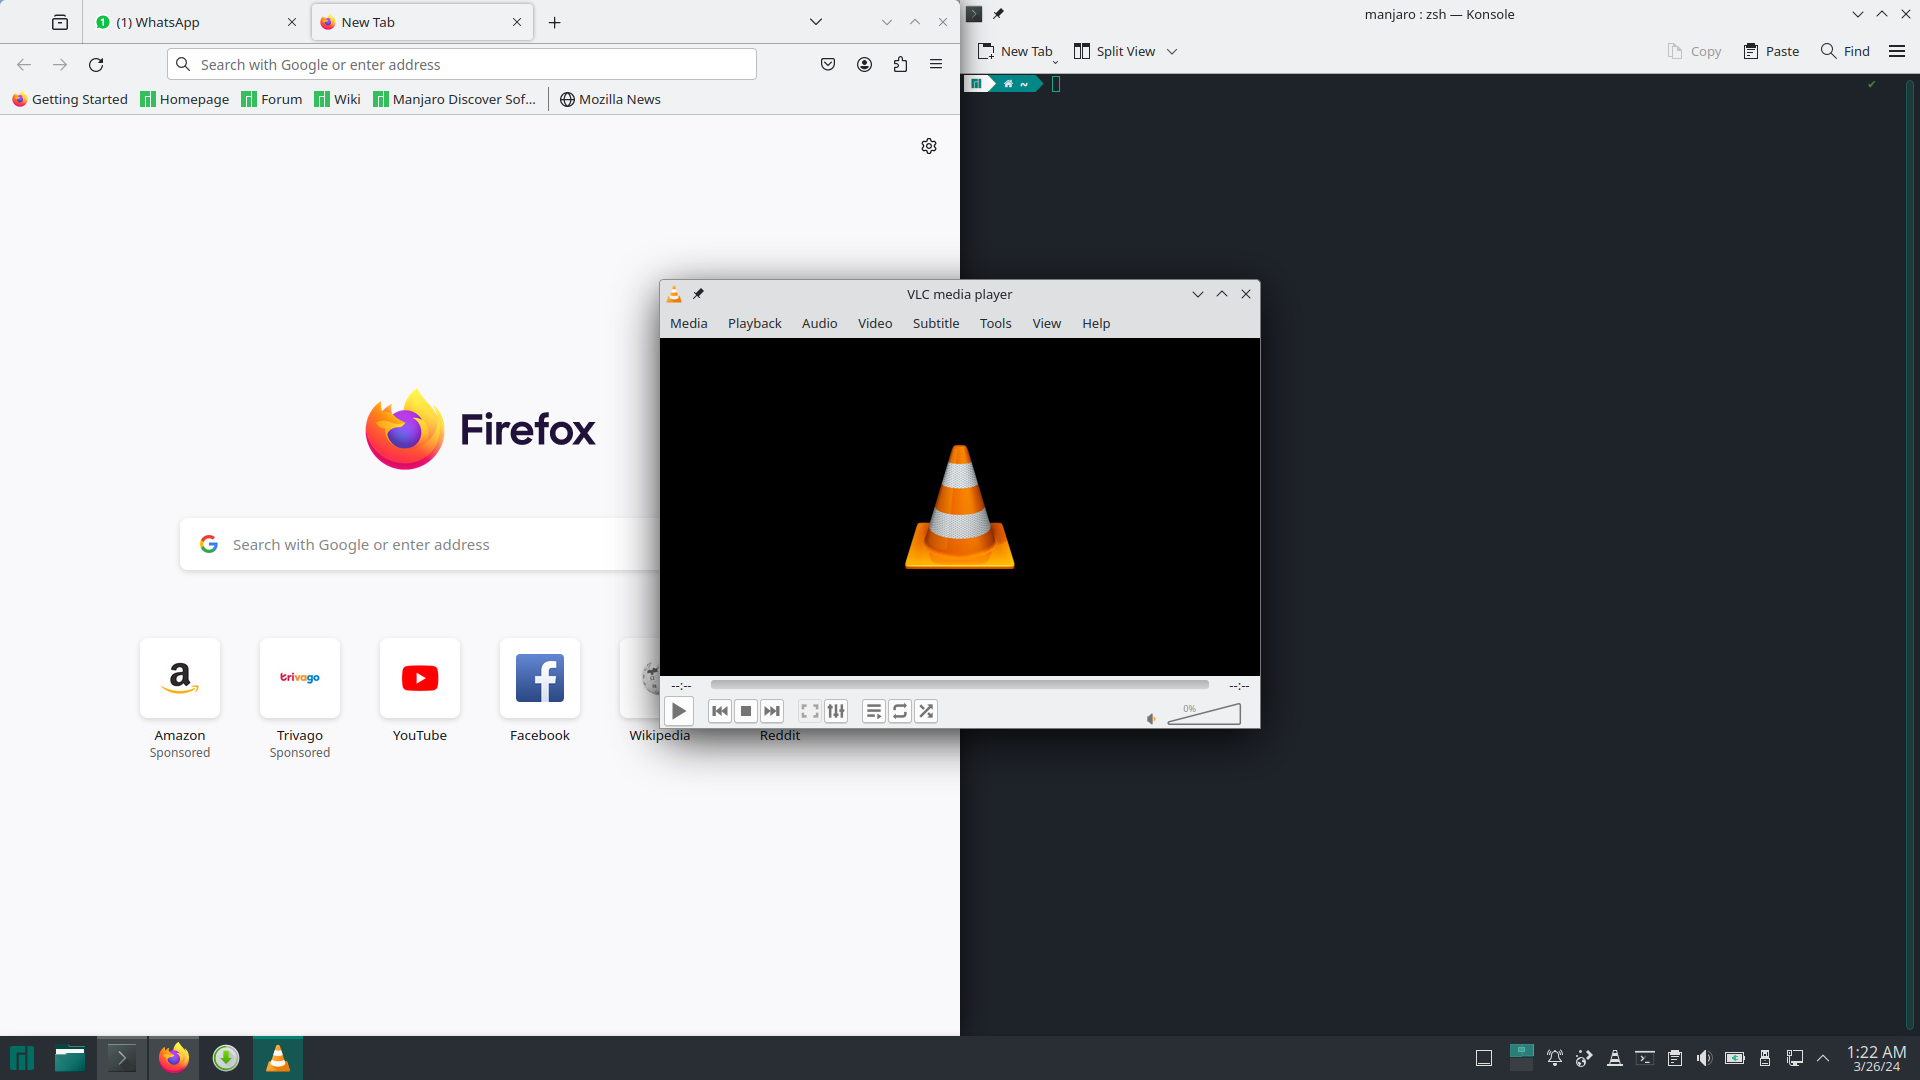 (1) WhatsApp
New Tab
Search with Google or enter address
Getting Started
Homepage
Forum
Wiki
Manjaro Discover Sof...
Mozilla News
Firefox
Search with Google or enter address
a
trivago
Amazon
Sponsored
Trivago
Sponsored
YouTube
Facebook
Wikipedia
Reddit
manjaro : zsh — Konsole
New Tab
Split View
Copy
Paste
Find
~
VLC media player
Media
Playback
Audio
Video
Subtitle
Tools
View
Help
--:--
--:--
0%
1:22 AM
3/26/24